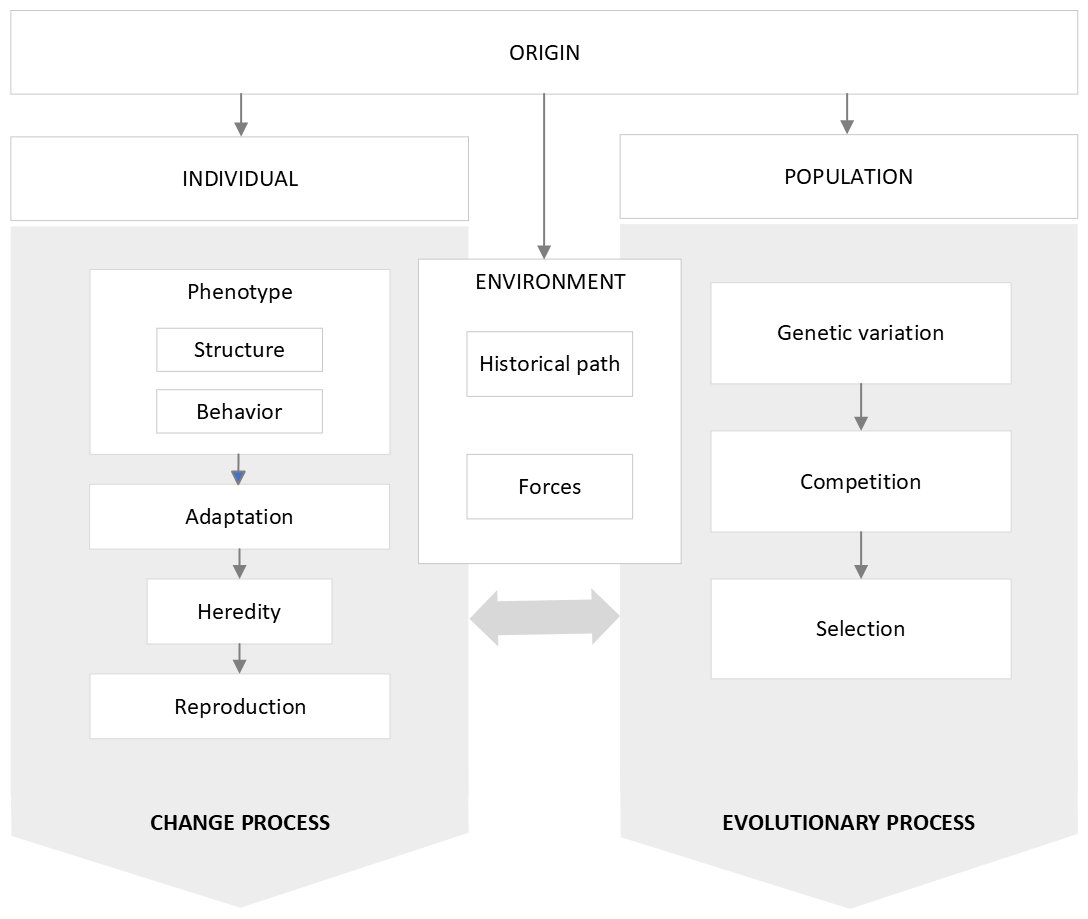 ORIGIN
INDIVIDUAL
POPULATION
ENVIRONMENT
Phenotype
Structure
Behavior
Adaptation
Heredity
Reproduction
Historical path
Forces
Genetic variation
Competition
Selection
CHANGE PROCESS
EVOLUTIONARY PROCESS